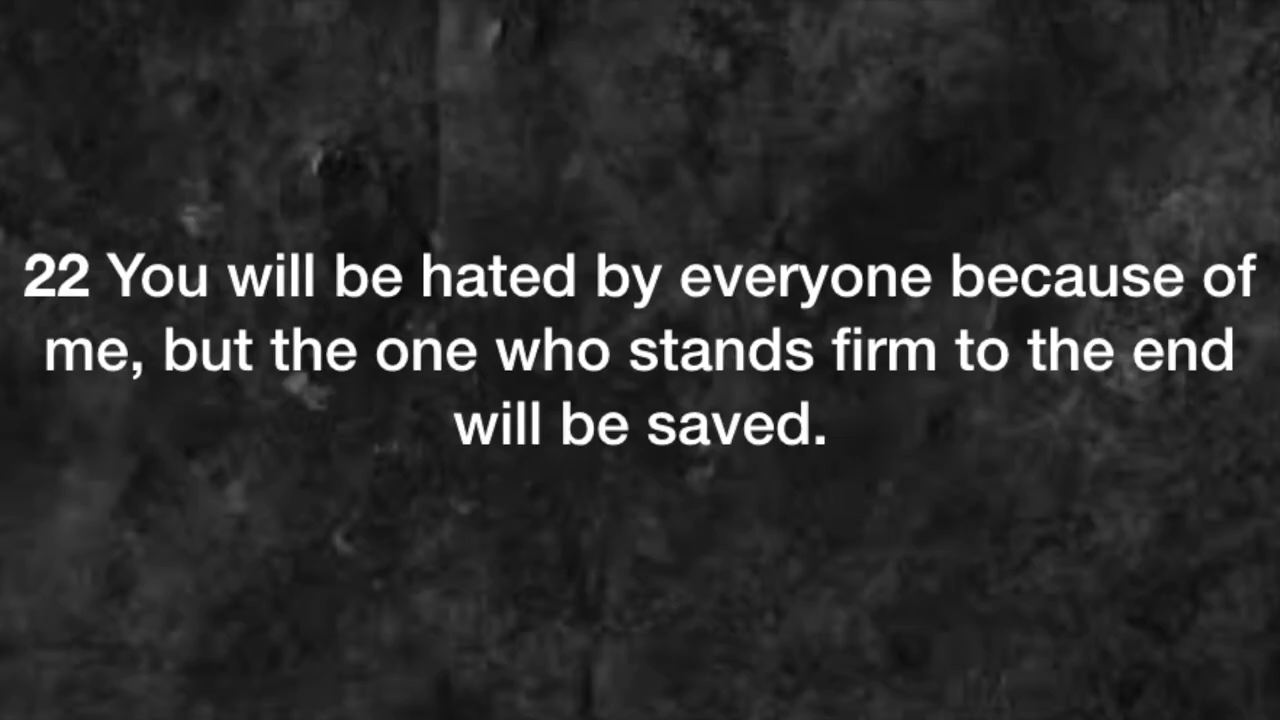 22 You will be hated by everyone because of
me, but the one who stands firm to the end
will be saved.